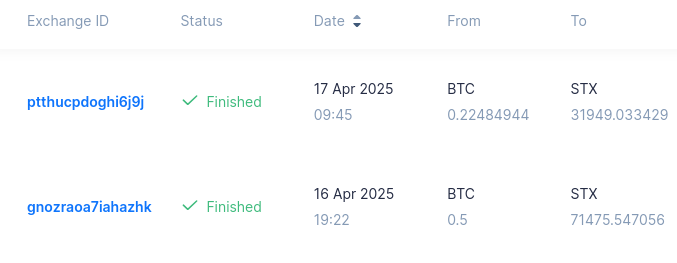 Exchange ID Status Date From To
17 Apr 2025 BTC STX
ptthucpdoghi6j9j Finished
09:45 0.22484944 31949.033429
16 Apr 2025 BTC STX
gnozraoa7iahazhk Finished
19:22 0.5 71475.547056